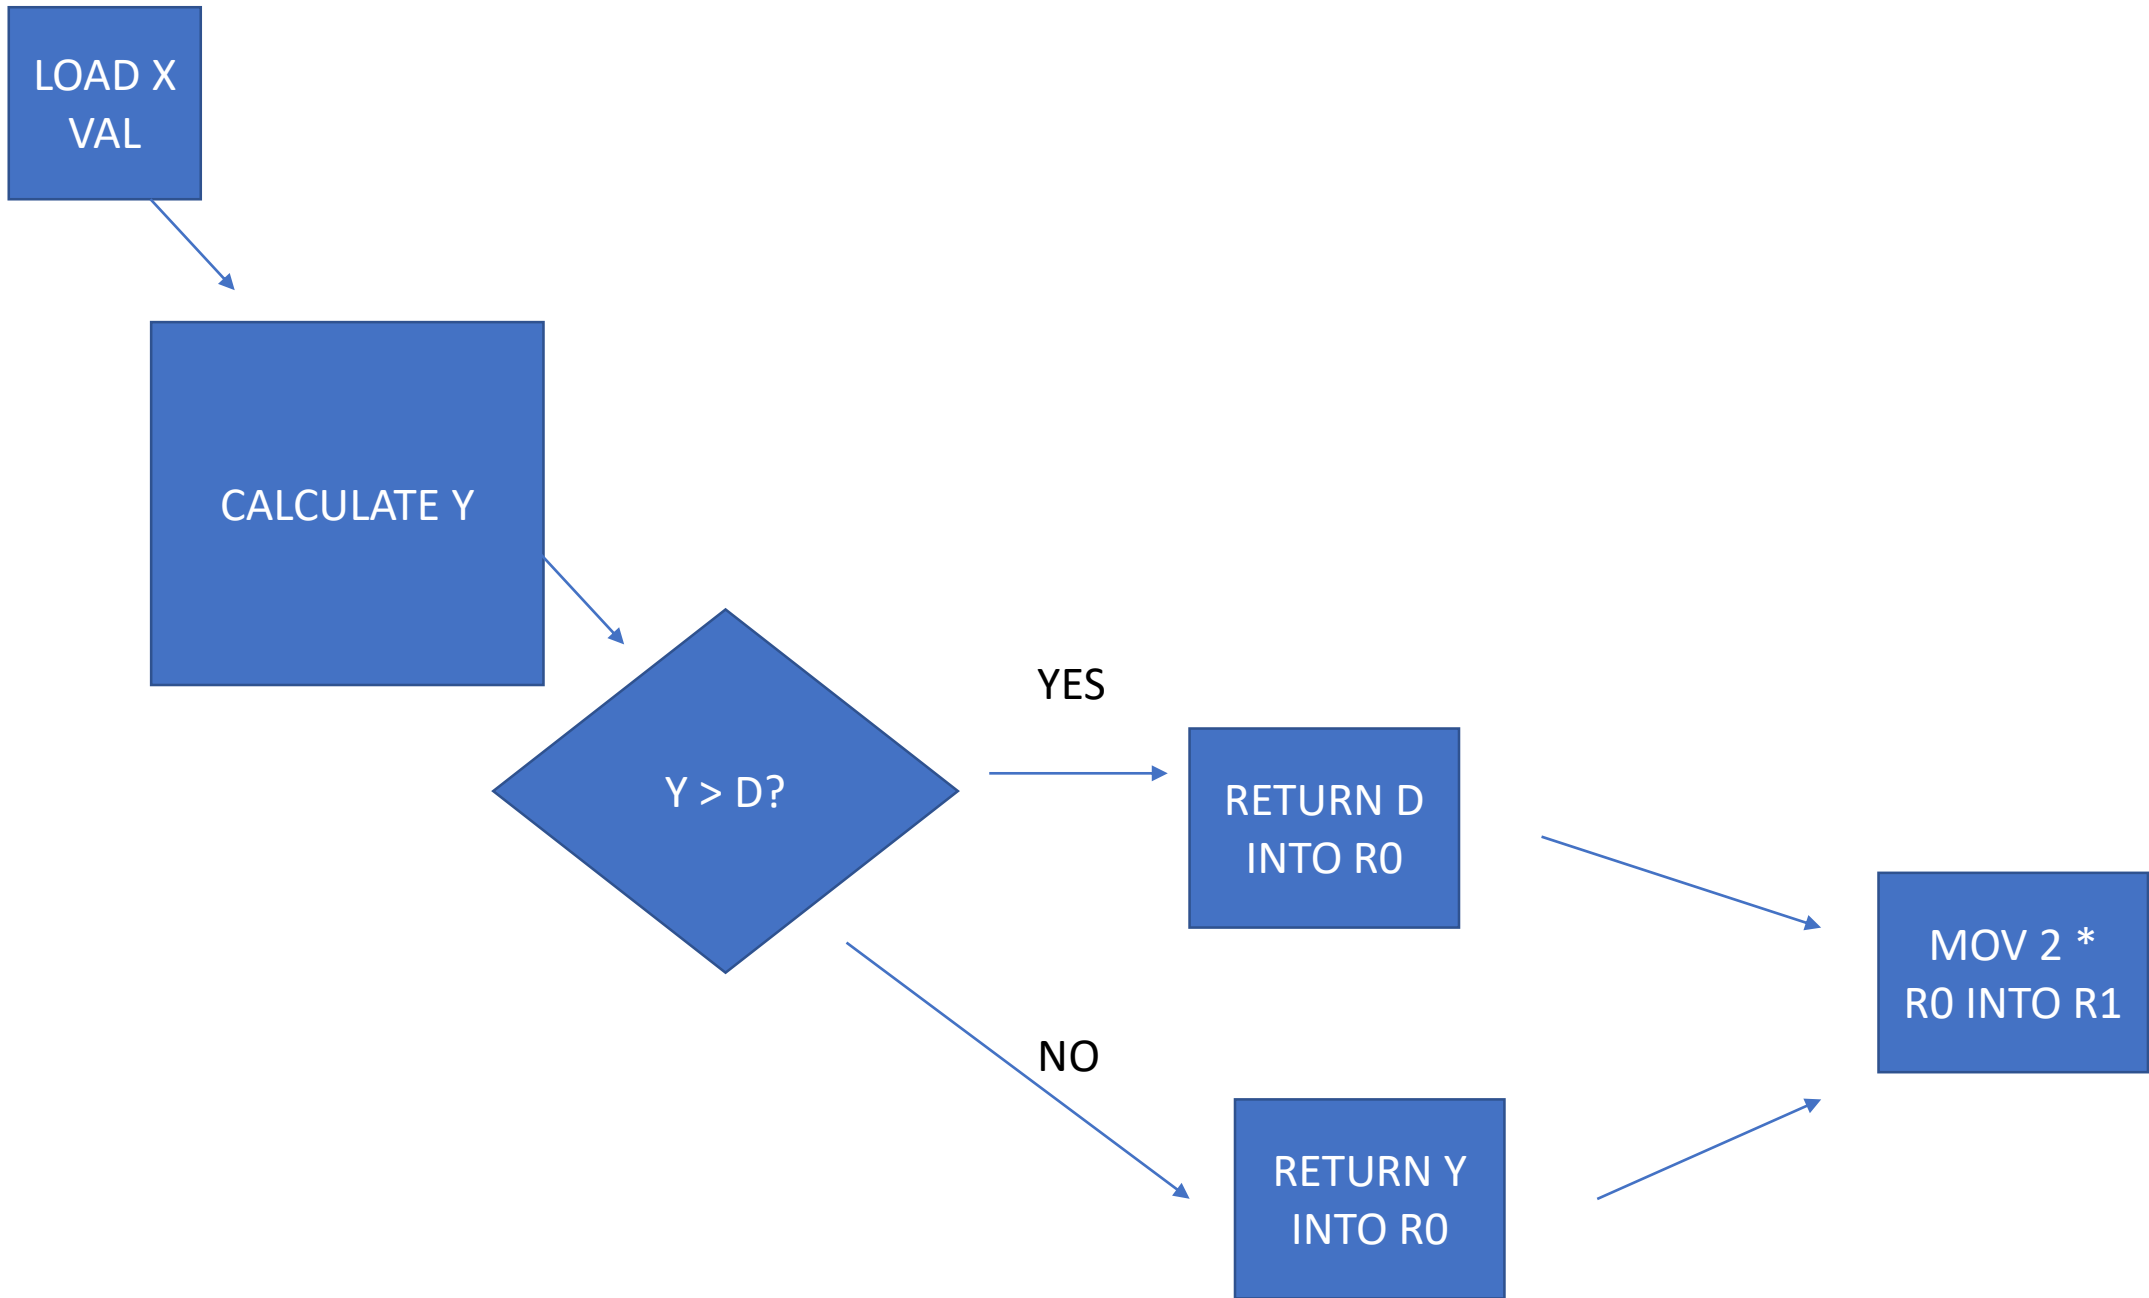 LOAD X
VAL
CALCULATE Y
Y > D?
YES
RETURN D
INTO R0
NO
RETURN Y
INTO R0
MOV 2 *
R0 INTO R1